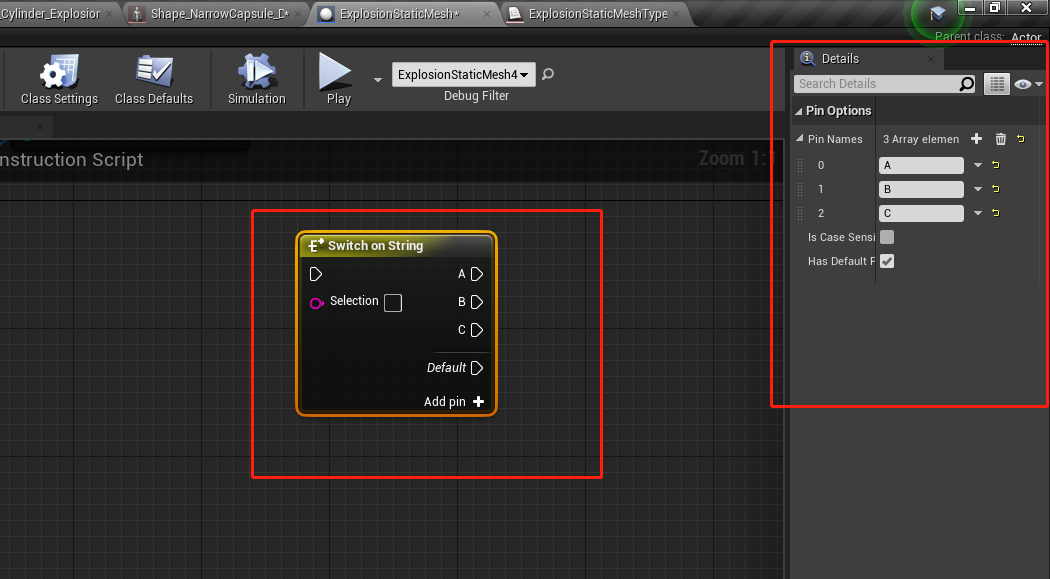 Cylinder_Explosion
Shape_NarrowCapsule_D*
ExplosionStaticMesh*
ExplosionStaticMeshType
Parent class: Actor
Class Settings
Class Defaults
Simulation
Play
ExplosionStaticMesh4
Debug Filter
Details
Search Details
Pin Options
Pin Names
3 Array elemen
0
A
1
B
2
C
Is Case Sensi
Has Default P
nstruction Script
Zoom 1:1
Switch on String
A
Selection
B
C
Default
Add pin